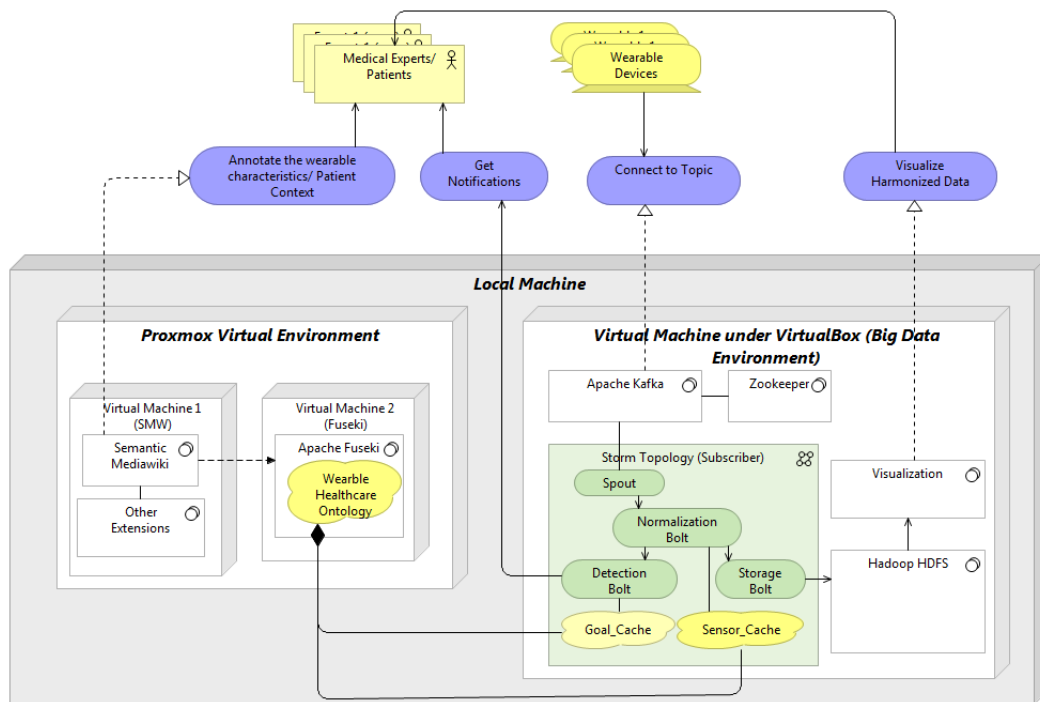 Medical Experts/
Patients
Wearable
Devices
Annotate the wearable
characteristics/ Patient
Context
Get
Notifications
Connect to Topic
Visualize
Harmonized Data
Local Machine
Proxmox Virtual Environment
Virtual Machine under VirtualBox (Big Data
Environment)
Virtual Machine 1
(SMW)
Semantic
Mediawiki
Other
Extensions
Virtual Machine 2
(Fuseki)
Apache Fuseki
Wearble
Healthcare
Ontology
Apache Kafka
Zookeeper
Storm Topology (Subscriber)
Spout
Normalization
Bolt
Detection
Bolt
Storage
Bolt
Goal_Cache
Sensor_Cache
Visualization
Hadoop HDFS